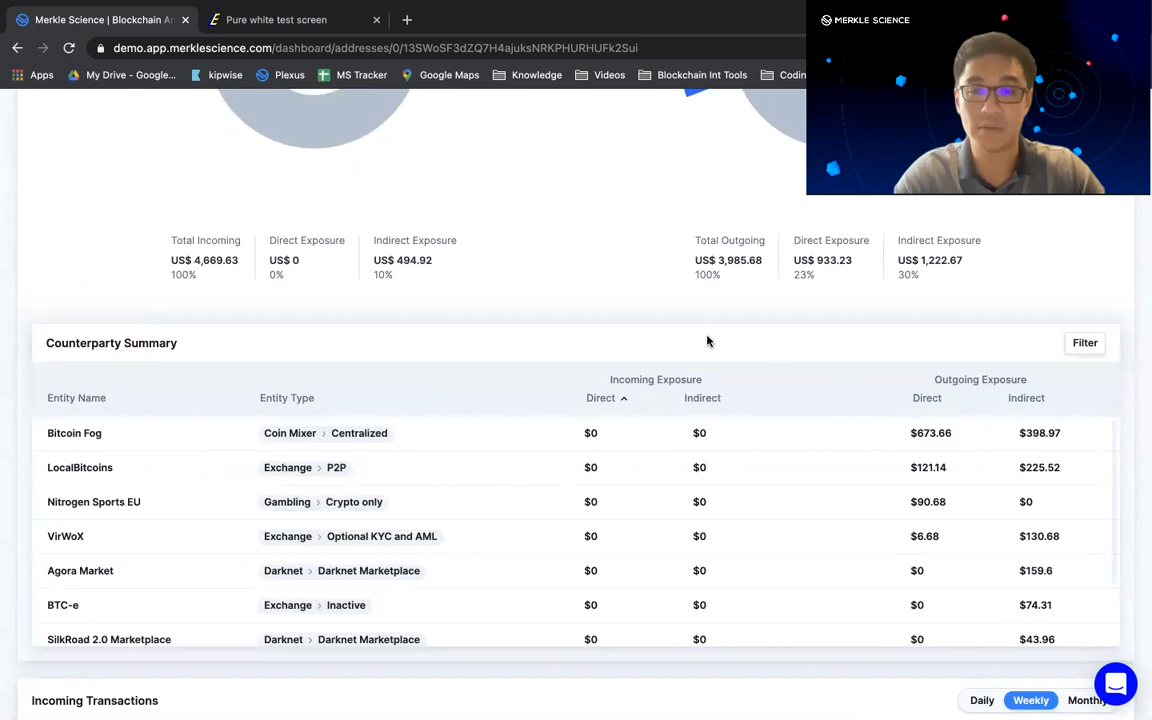 Merkle Science | Blockchain An
Pure white test screen
demo.app.merklescience.com/dashboard/addresses/0/13SWoSF3dZQ7H4ajuksNRKPHURHUFk2Sui
Apps
My Drive - Google...
kipwise
Plexus
MS Tracker
Google Maps
Knowledge
Videos
Blockchain Int Tools
Codin
MERKLE SCIENCE
Total Incoming
Direct Exposure
Indirect Exposure
US$ 4,669.63
US$ 0
US$ 494.92
100%
0%
10%
Total Outgoing
Direct Exposure
Indirect Exposure
US$ 3,985.68
US$ 933.23
US$ 1,222.67
100%
23%
30%
Counterparty Summary
Filter
Incoming Exposure
Outgoing Exposure
Entity Name
Entity Type
Direct
Indirect
Direct
Indirect
Bitcoin Fog
Coin Mixer > Centralized
$0
$0
$673.66
$398.97
LocalBitcoins
Exchange > P2P
$0
$0
$121.14
$225.52
Nitrogen Sports EU
Gambling > Crypto only
$0
$0
$90.68
$0
VirWoX
Exchange > Optional KYC and AML
$0
$0
$6.68
$130.68
Agora Market
Darknet > Darknet Marketplace
$0
$0
$0
$159.6
BTC-e
Exchange > Inactive
$0
$0
$0
$74.31
SilkRoad 2.0 Marketplace
Darknet > Darknet Marketplace
$0
$0
$0
$43.96
Incoming Transactions
Daily
Weekly
Monthly